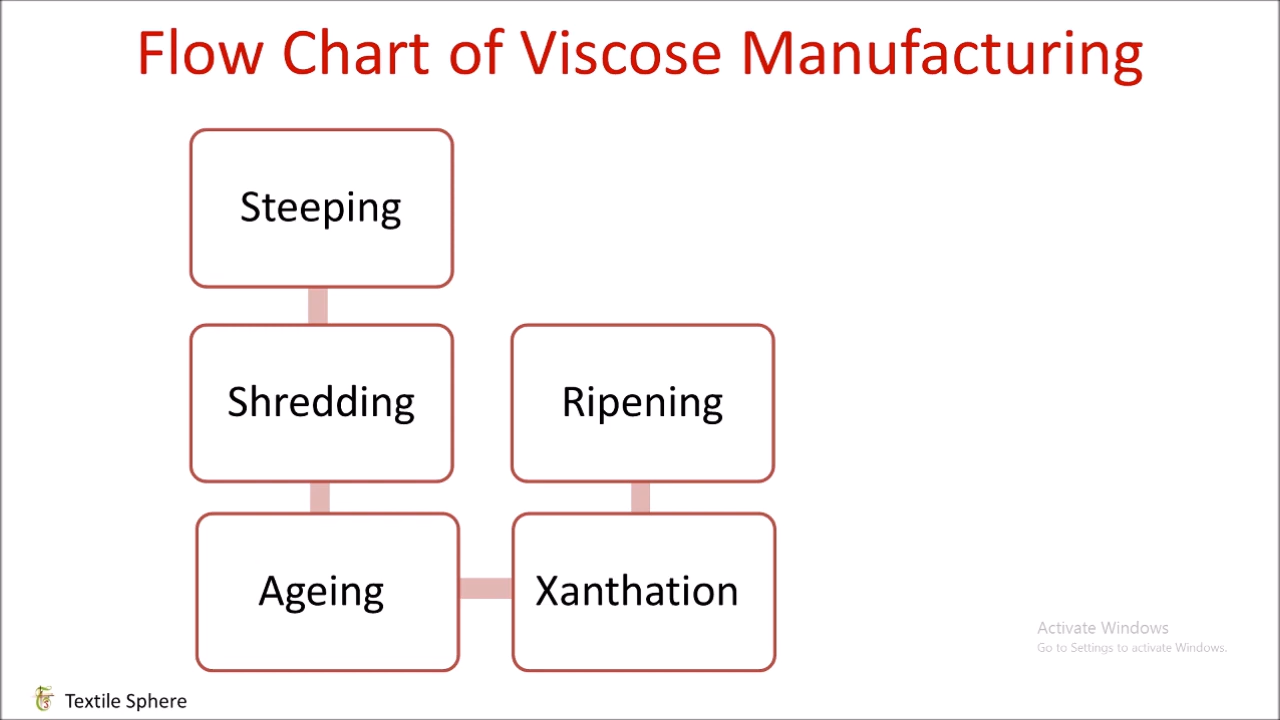 Flow Chart of Viscose Manufacturing
Steeping
Shredding
Ripening
Ageing
Xanthation
Activate Windows
Go to Settings to activate Windows.
Textile Sphere